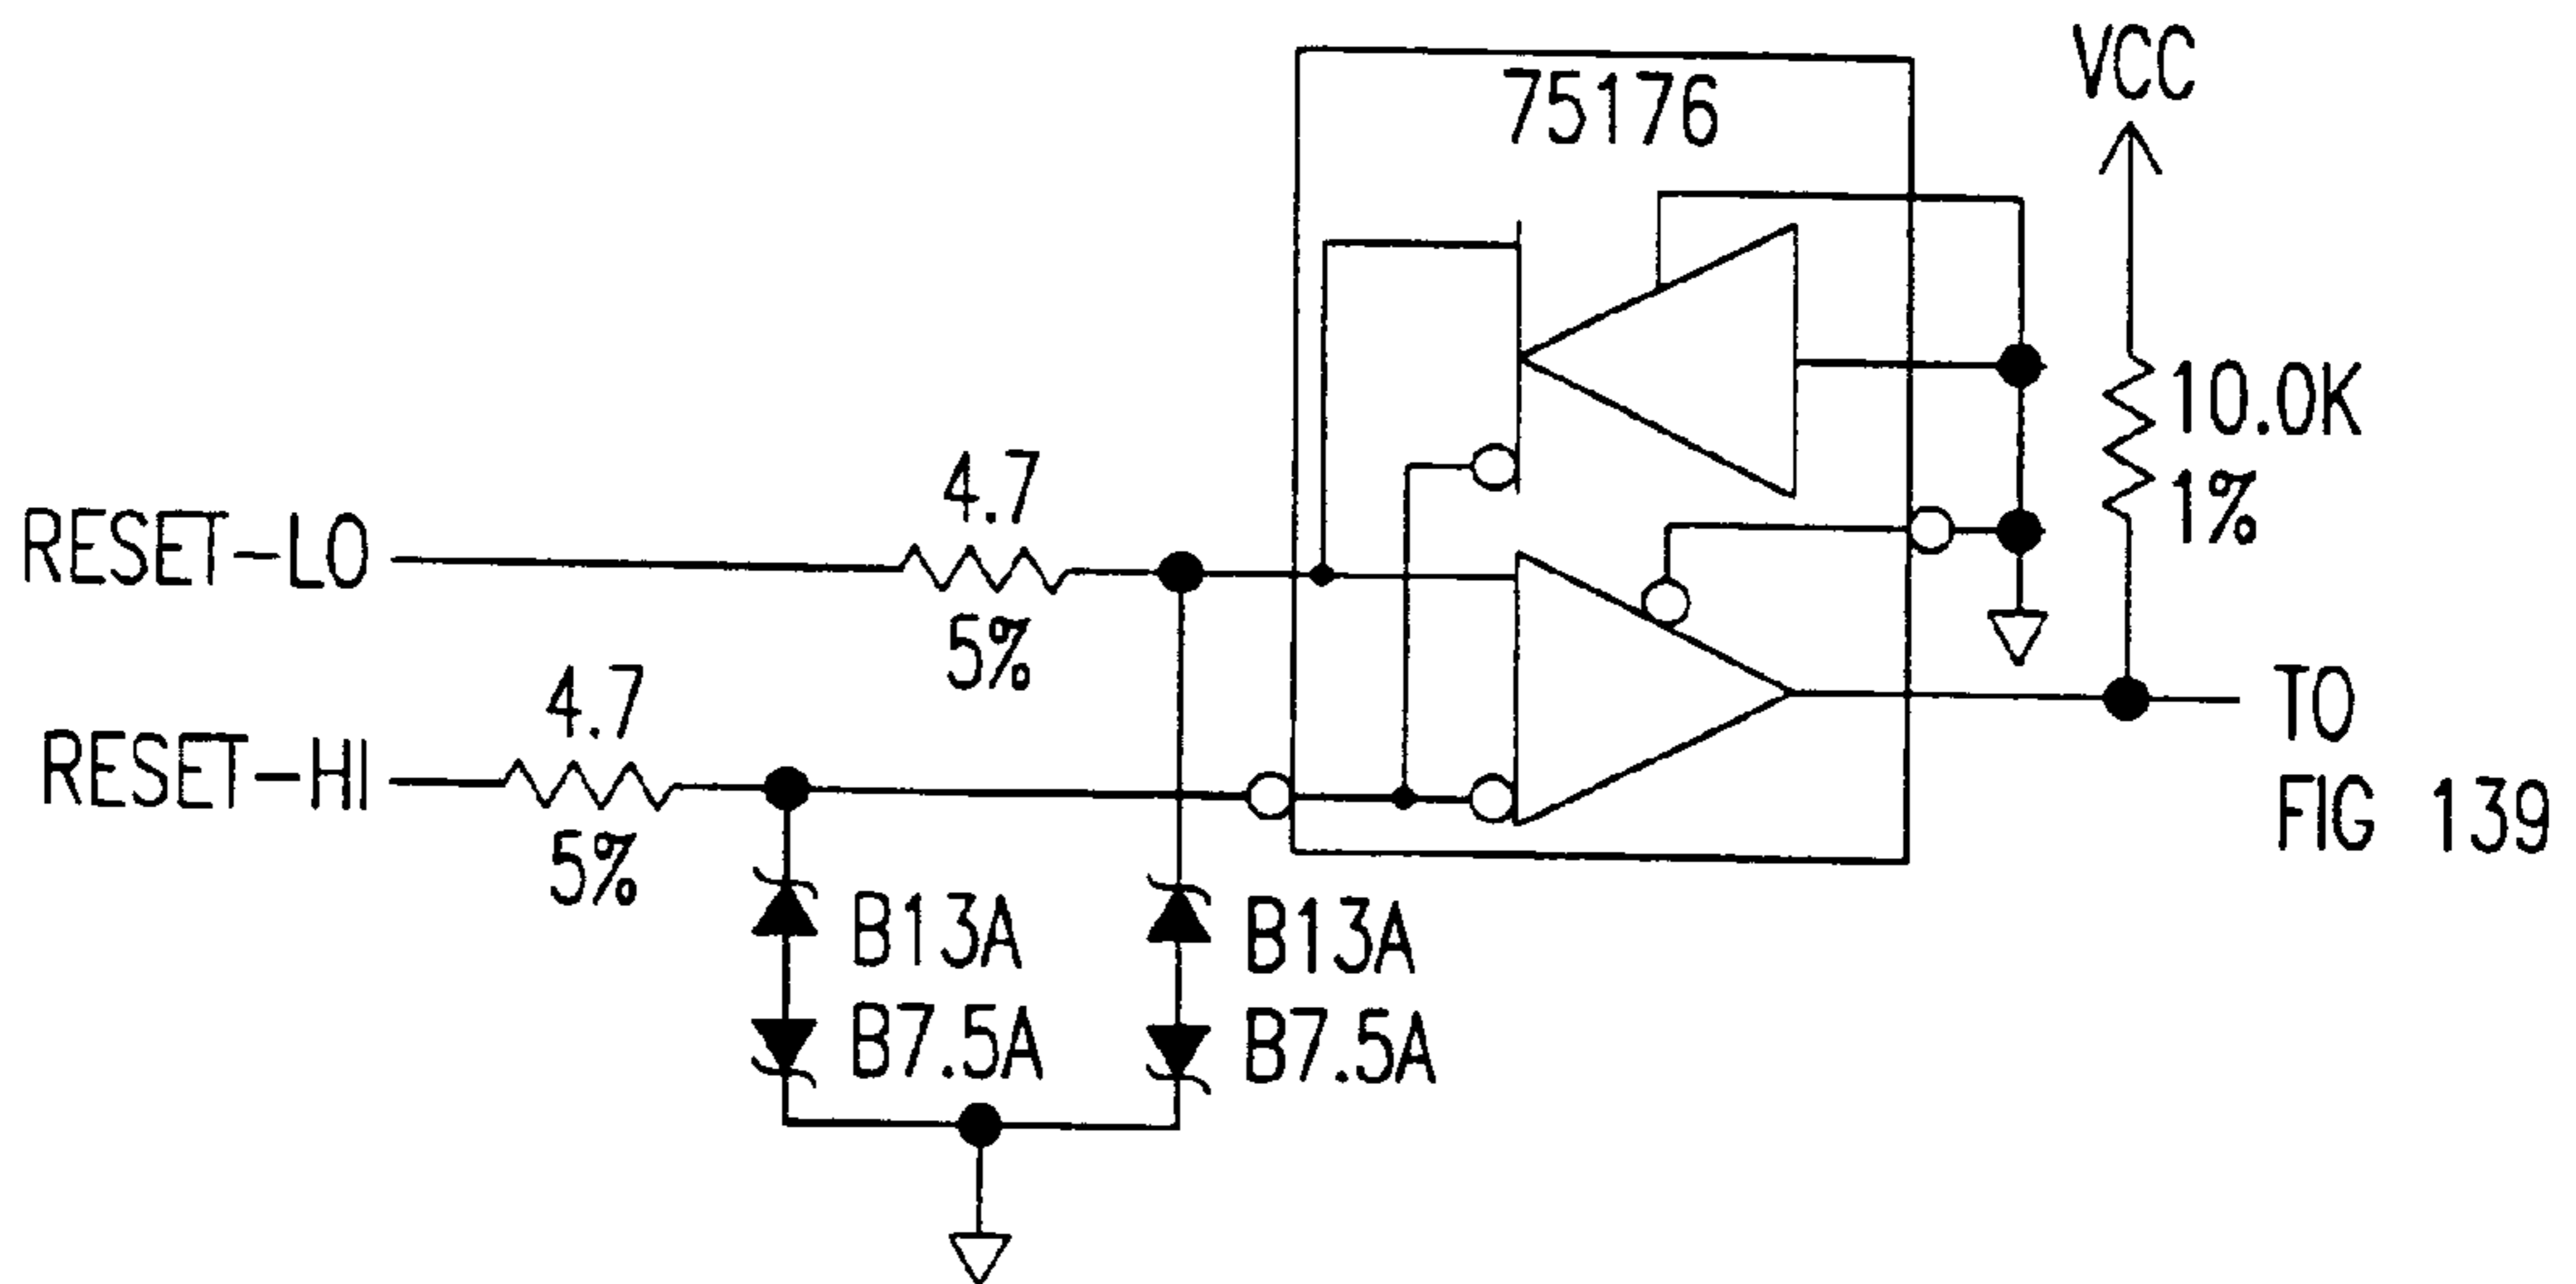 75176
VCC
10.0K
1%
4.7
RESET-LO
5%
4.7
RESET-HI
5%
TO
FIG 139
B13A
B7.5A
B13A
B7.5A